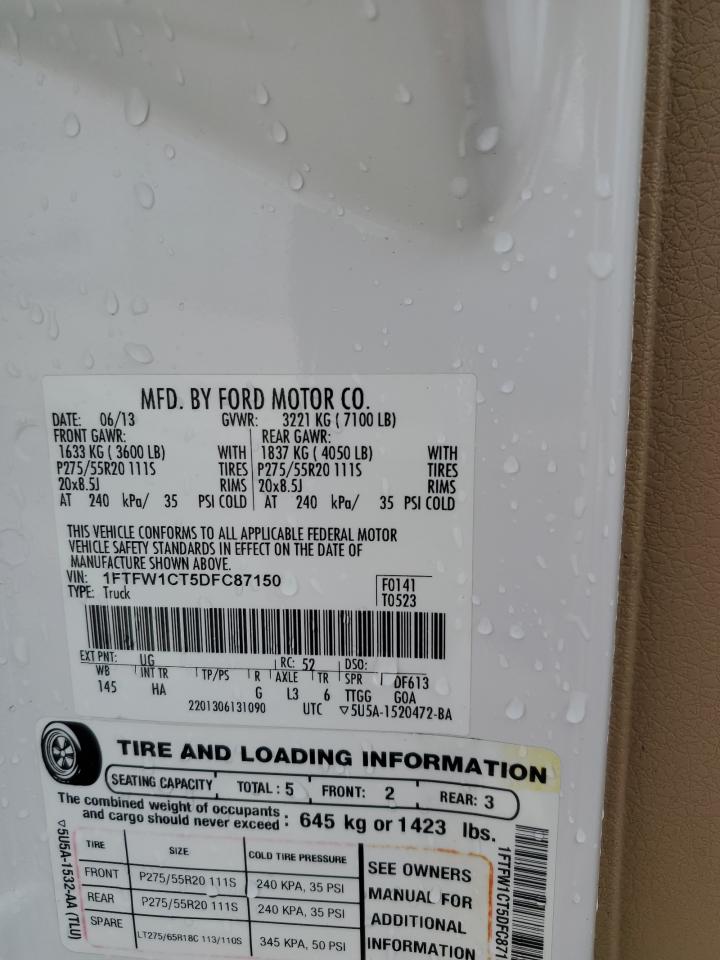 MFD. BY FORD MOTOR CO.
DATE: 06/13 GVWR: 3221 KG ( 7100 LB)
FRONT GAWR: REAR GAWR:
1633 KG ( 3600 LB) WITH 1837 KG ( 4050 LB) WITH
P275/55R20 111S TIRES P275/55R20 111S TIRES
20x8.5J RIMS 20x8.5J RIMS
AT 240 kPa/ 35 PSI COLD AT 240 kPa/ 35 PSI COLD
THIS VEHICLE CONFORMS TO ALL APPLICABLE FEDERAL MOTOR
VEHICLE SAFETY STANDARDS IN EFFECT ON THE DATE OF
MANUFACTURE SHOWN ABOVE.
VIN: 1FTFW1CT5DFC87150 F0141
TYPE: Truck T0523
EXT PNT: UG RC: 52 DSO:
WB INT TR TP/PS R AXLE TR SPR DF613
145 HA G L3 6 TTGG G0A
2201306131090 UTC ▽5U5A-1520472-BA
TIRE AND LOADING INFORMATION
SEATING CAPACITY TOTAL : 5 FRONT: 2 REAR: 3
The combined weight of occupants
and cargo should never exceed : 645 kg or 1423 lbs.
TIRE SIZE COLD TIRE PRESSURE
FRONT P275/55R20 111S 240 KPA, 35 PSI
REAR P275/55R20 111S 240 KPA, 35 PSI
SPARE LT275/65R18C 113/110S 345 KPA, 50 PSI
SEE OWNERS
MANUAL FOR
ADDITIONAL
INFORMATION
▽5U5A-1532-AA (TLU)
1FTFW1CT5DFC871